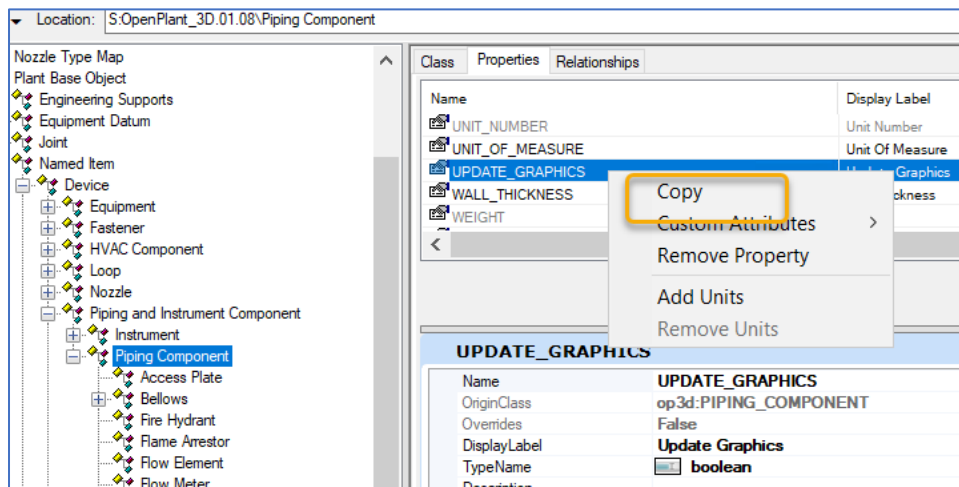 Location: S:OpenPlant_3D.01.08\Piping Component
Nozzle Type Map
Plant Base Object
Engineering Supports
Equipment Datum
Joint
Named Item
Device
Equipment
Fastener
HVAC Component
Loop
Nozzle
Piping and Instrument Component
Instrument
Piping Component
Access Plate
Bellows
Fire Hydrant
Flame Arrestor
Flow Element
Flow Meter
Class Properties Relationships
Name Display Label
UNIT_NUMBER Unit Number
UNIT_OF_MEASURE Unit Of Measure
UPDATE_GRAPHICS Update Graphics
WALL_THICKNESS ckness
WEIGHT
Copy
Custom Attributes
Remove Property
Add Units
Remove Units
UPDATE_GRAPHICS
Name UPDATE_GRAPHICS
OriginClass op3d:PIPING_COMPONENT
Overrides False
DisplayLabel Update Graphics
TypeName boolean
Description